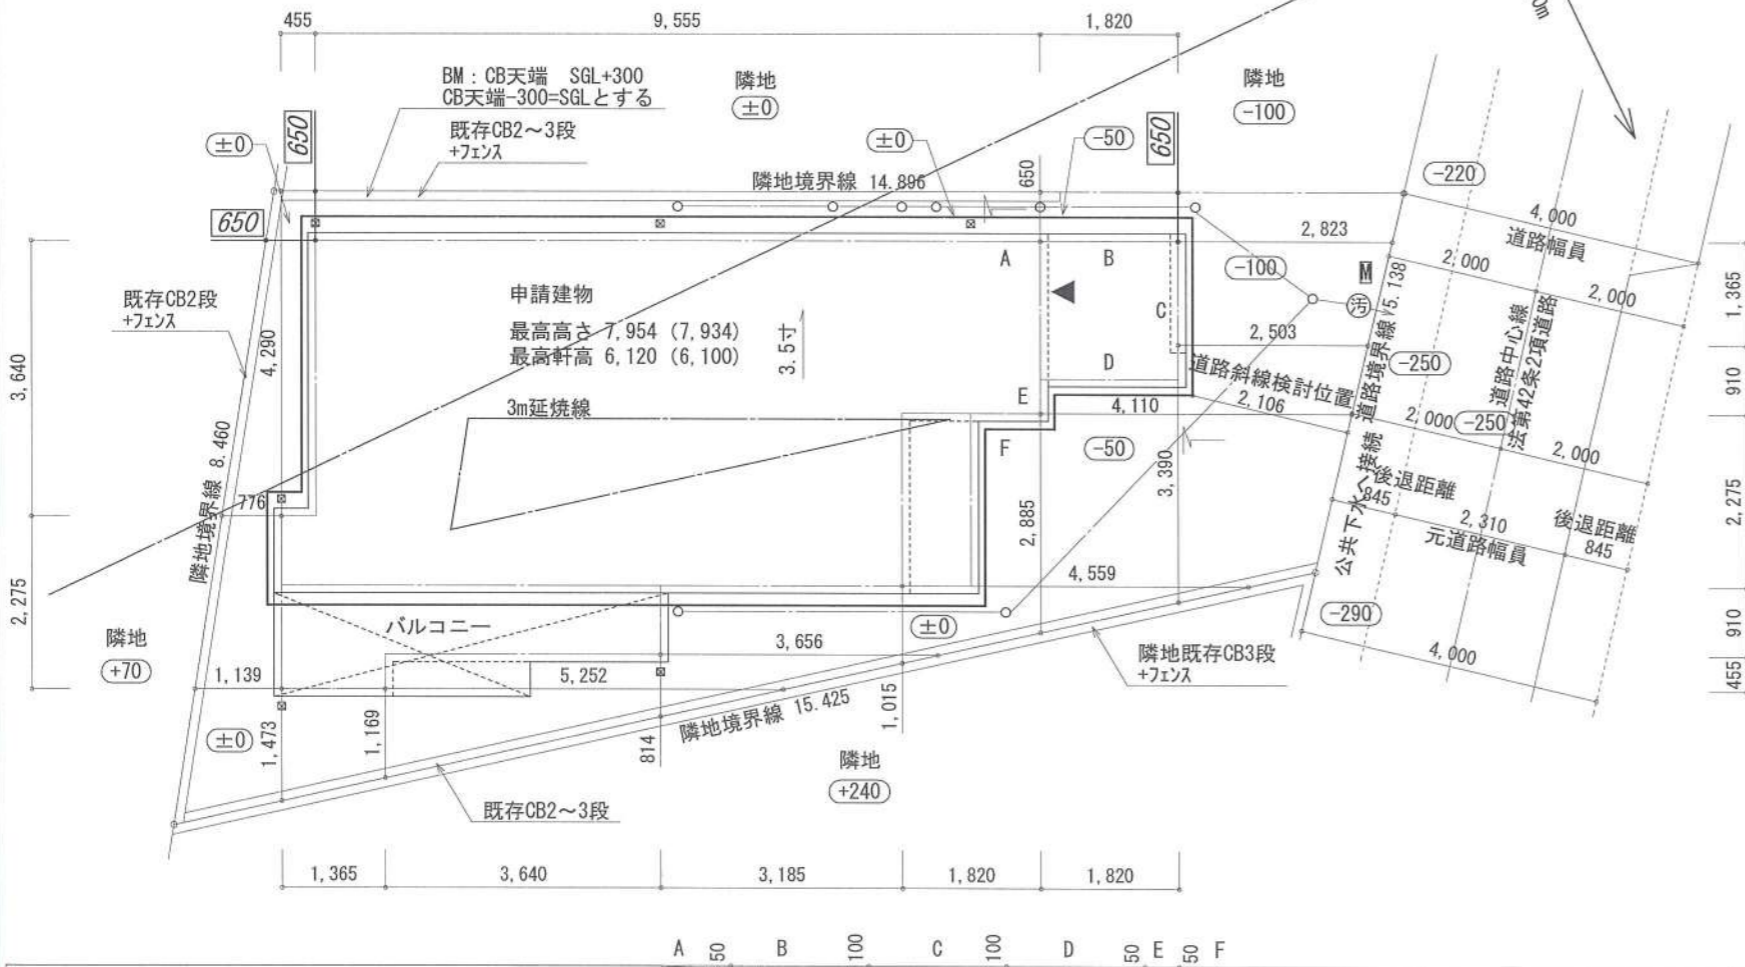 455
9,555
1,820
0m
BM：CB天端　SGL+300
CB天端-300=SGLとする
隣地
±0
隣地
-100
650
±0
既存CB2～3段
+フェンス
±0
-50
650
650
隣地境界線 14.896
-220
650
4,000
道路幅員
2,823
A
B
-100
M
2,000
2,000
既存CB2段
+フェンス
申請建物
最高高さ 7,954 (7,934)
最高軒高 6,120 (6,100)
3.5寸
C
汚
道路境界線 5.138
道路中心線
法第42条2項道路
1,365
4,290
3,640
2,503
D
道路斜線検討位置
-250
910
3m延焼線
E
4,110
2,106
2,000
-250
2,000
F
-50
3,390
隣地境界線 8.460
776
公共下水へ接続
後退距離
845
2,310
元道路幅員
後退距離
845
2,275
2,885
2,275
4,559
バルコニー
±0
-290
910
隣地
+70
3,656
隣地既存CB3段
+フェンス
4,000
1,139
5,252
455
隣地境界線 15.425
1,015
±0
1,473
1,169
814
隣地
+240
既存CB2～3段
1,365
3,640
3,185
1,820
1,820
A
50
B
100
C
100
D
50
E
50
F